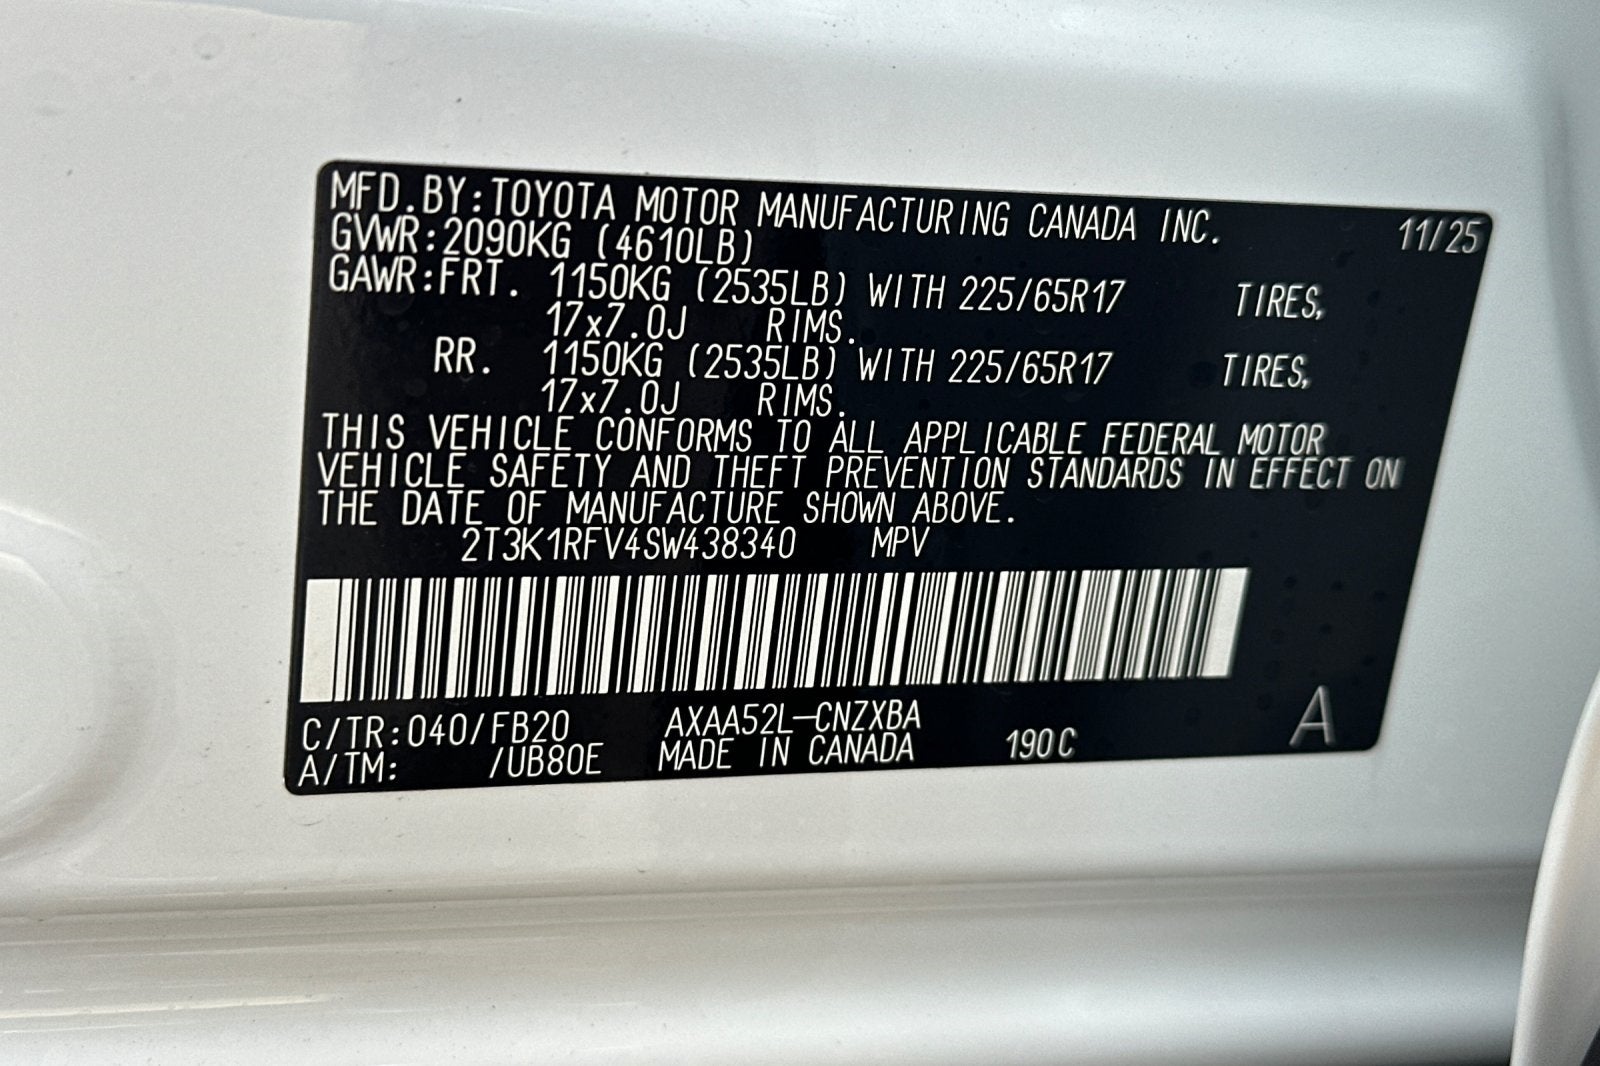 MFD.BY:TOYOTA MOTOR MANUFACTURING CANADA INC. 11/25
GVWR:2090KG (4610LB)
GAWR:FRT. 1150KG (2535LB) WITH 225/65R17 TIRES,
17x7.0J RIMS.
RR. 1150KG (2535LB) WITH 225/65R17 TIRES,
17x7.0J RIMS.
THIS VEHICLE CONFORMS TO ALL APPLICABLE FEDERAL MOTOR
VEHICLE SAFETY AND THEFT PREVENTION STANDARDS IN EFFECT ON
THE DATE OF MANUFACTURE SHOWN ABOVE.
2T3K1RFV4SW438340 MPV
C/TR:040/FB20 AXAA52L-CNZXBA
A/TM: /UB80E MADE IN CANADA 190C A